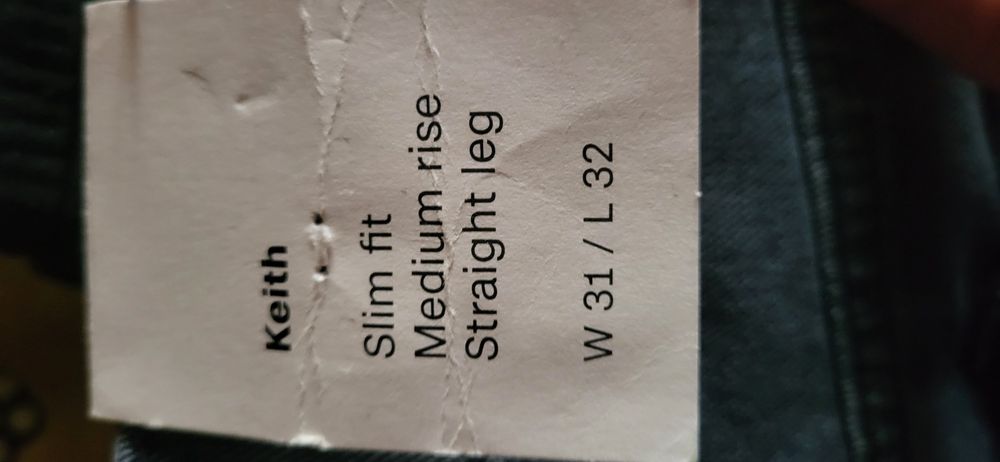 Keith
Slim fit
Medium rise
Straight leg
W 31 / L 32